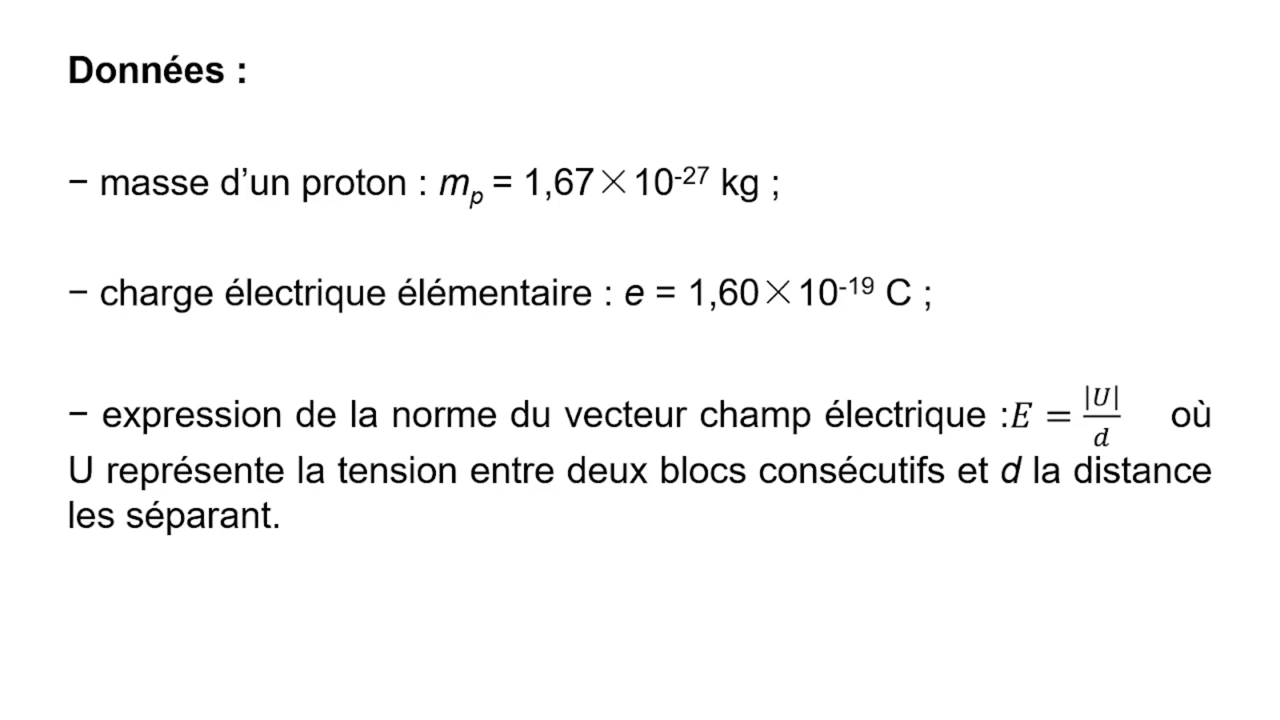 Données :
− masse d’un proton : mₚ = 1,67×10⁻²⁷ kg ;
− charge électrique élémentaire : e = 1,60×10⁻¹⁹ C ;
− expression de la norme du vecteur champ électrique :E = |U|/d où
U représente la tension entre deux blocs consécutifs et d la distance
les séparant.